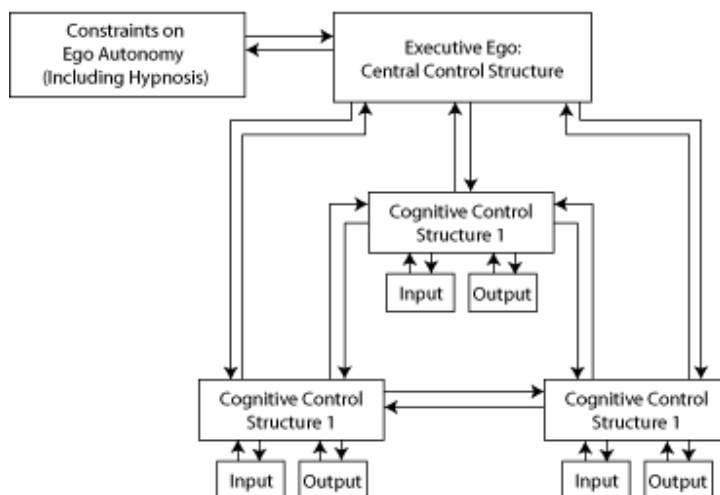 Constraints on
Ego Autonomy
(Including Hypnosis)
Executive Ego:
Central Control Structure
Cognitive Control
Structure 1
Input
Output
Cognitive Control
Structure 1
Input
Output
Cognitive Control
Structure 1
Input
Output